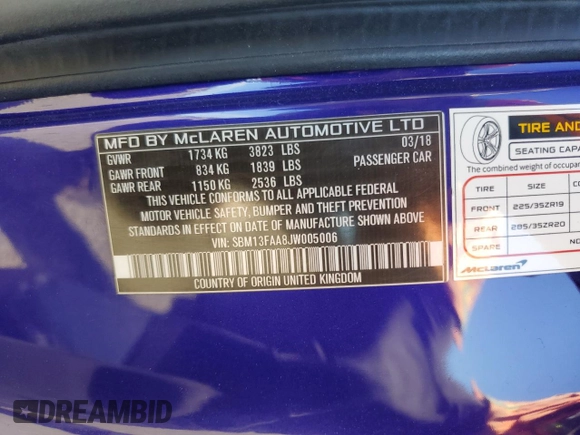 MFD BY McLAREN AUTOMOTIVE LTD
GVWR 1734 KG 3823 LBS 03/18
GAWR FRONT 834 KG 1839 LBS PASSENGER CAR
GAWR REAR 1150 KG 2536 LBS
THIS VEHICLE CONFORMS TO ALL APPLICABLE FEDERAL
MOTOR VEHICLE SAFETY, BUMPER AND THEFT PREVENTION
STANDARDS IN EFFECT ON DATE OF MANUFACTURE SHOWN ABOVE.
VIN: SBM13FAA8JW005006
COUNTRY OF ORIGIN UNITED KINGDOM
TIRE AND
SEATING CAPA
The combined weight of occupa
TIRE SIZE CO
FRONT 225/35ZR19
REAR 285/35ZR20
SPARE NO
McLaren
DREAMBID